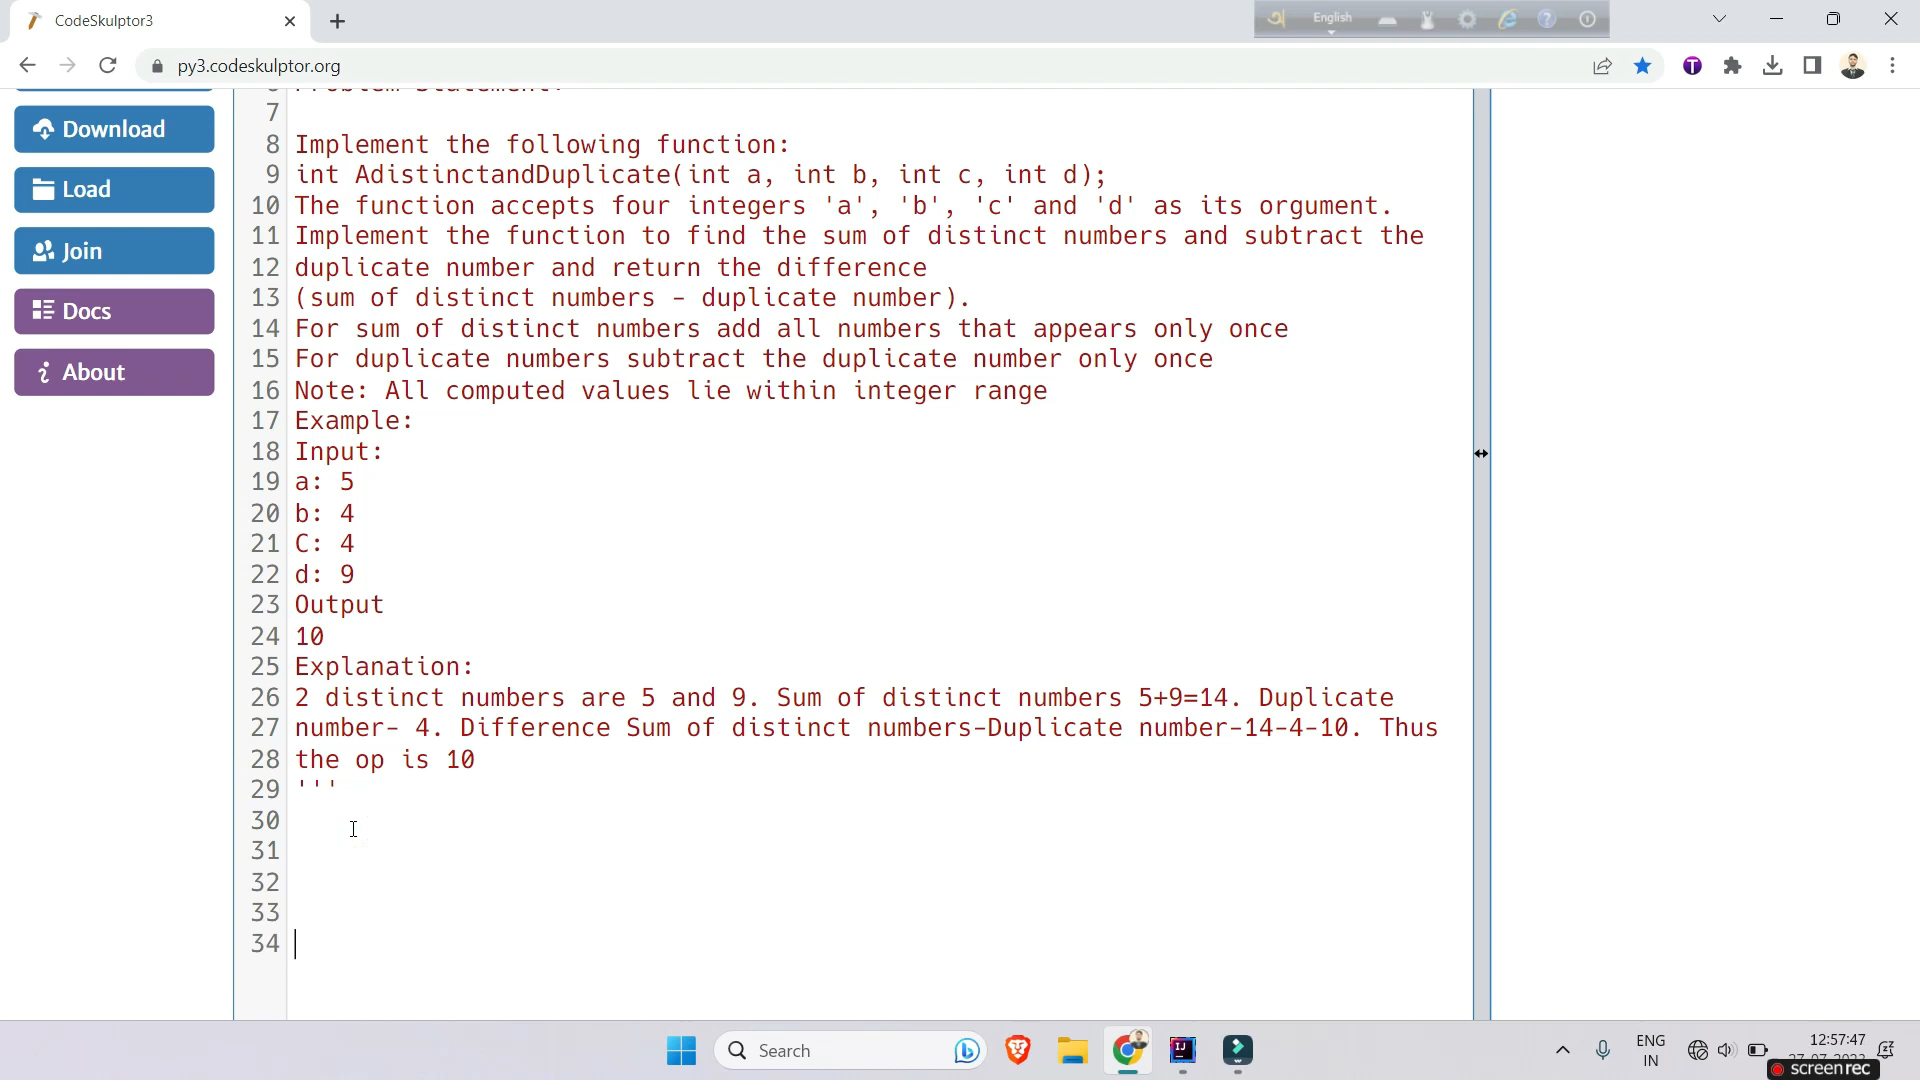 CodeSkulptor3
English
py3.codeskulptor.org
Download
Load
Join
Docs
About
7
8 Implement the following function:
9 int AdistinctandDuplicate(int a, int b, int c, int d);
10 The function accepts four integers 'a', 'b', 'c' and 'd' as its orgument.
11 Implement the function to find the sum of distinct numbers and subtract the
12 duplicate number and return the difference
13 (sum of distinct numbers - duplicate number).
14 For sum of distinct numbers add all numbers that appears only once
15 For duplicate numbers subtract the duplicate number only once
16 Note: All computed values lie within integer range
17 Example:
18 Input:
19 a: 5
20 b: 4
21 C: 4
22 d: 9
23 Output
24 10
25 Explanation:
26 2 distinct numbers are 5 and 9. Sum of distinct numbers 5+9=14. Duplicate
27 number- 4. Difference Sum of distinct numbers-Duplicate number-14-4-10. Thus
28 the op is 10
29 '''
30
31
32
33
34
Search
ENG
IN
12:57:47
screenrec